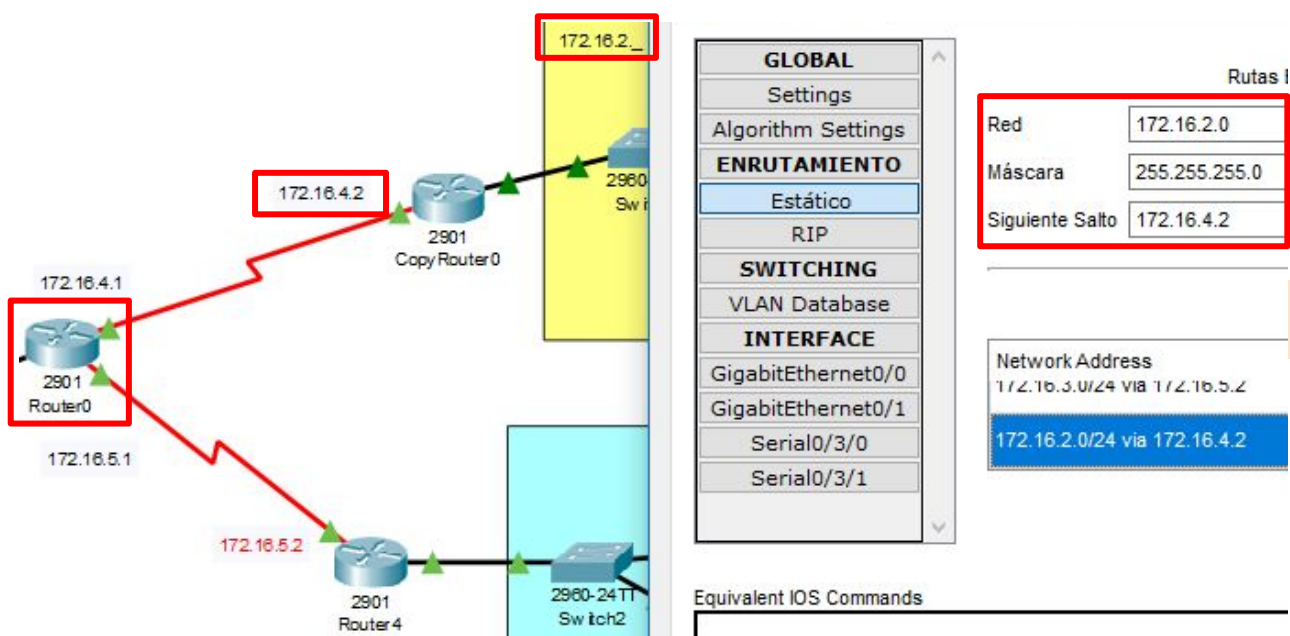 172.16.2._
172.16.4.2
2960-
Swi
2901
CopyRouter0
172.16.4.1
2901
Router0
172.16.5.1
172.16.5.2
2901
Router4
2960-24TT
Switch2
GLOBAL
Settings
Algorithm Settings
ENRUTAMIENTO
Estático
RIP
SWITCHING
VLAN Database
INTERFACE
GigabitEthernet0/0
GigabitEthernet0/1
Serial0/3/0
Serial0/3/1
Rutas E
Red 172.16.2.0
Máscara 255.255.255.0
Siguiente Salto 172.16.4.2
Network Address
172.16.3.0/24 via 172.16.5.2
172.16.2.0/24 via 172.16.4.2
Equivalent IOS Commands